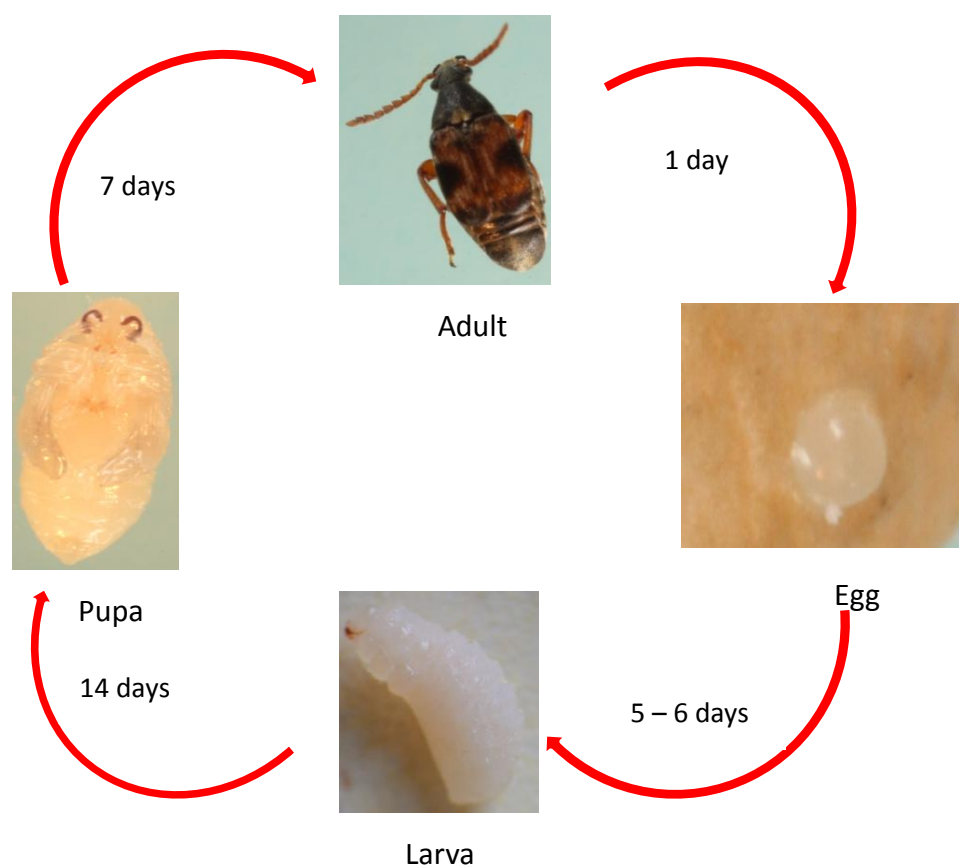 7 days
1 day
Adult
Egg
Pupa
14 days
5 – 6 days
Larva